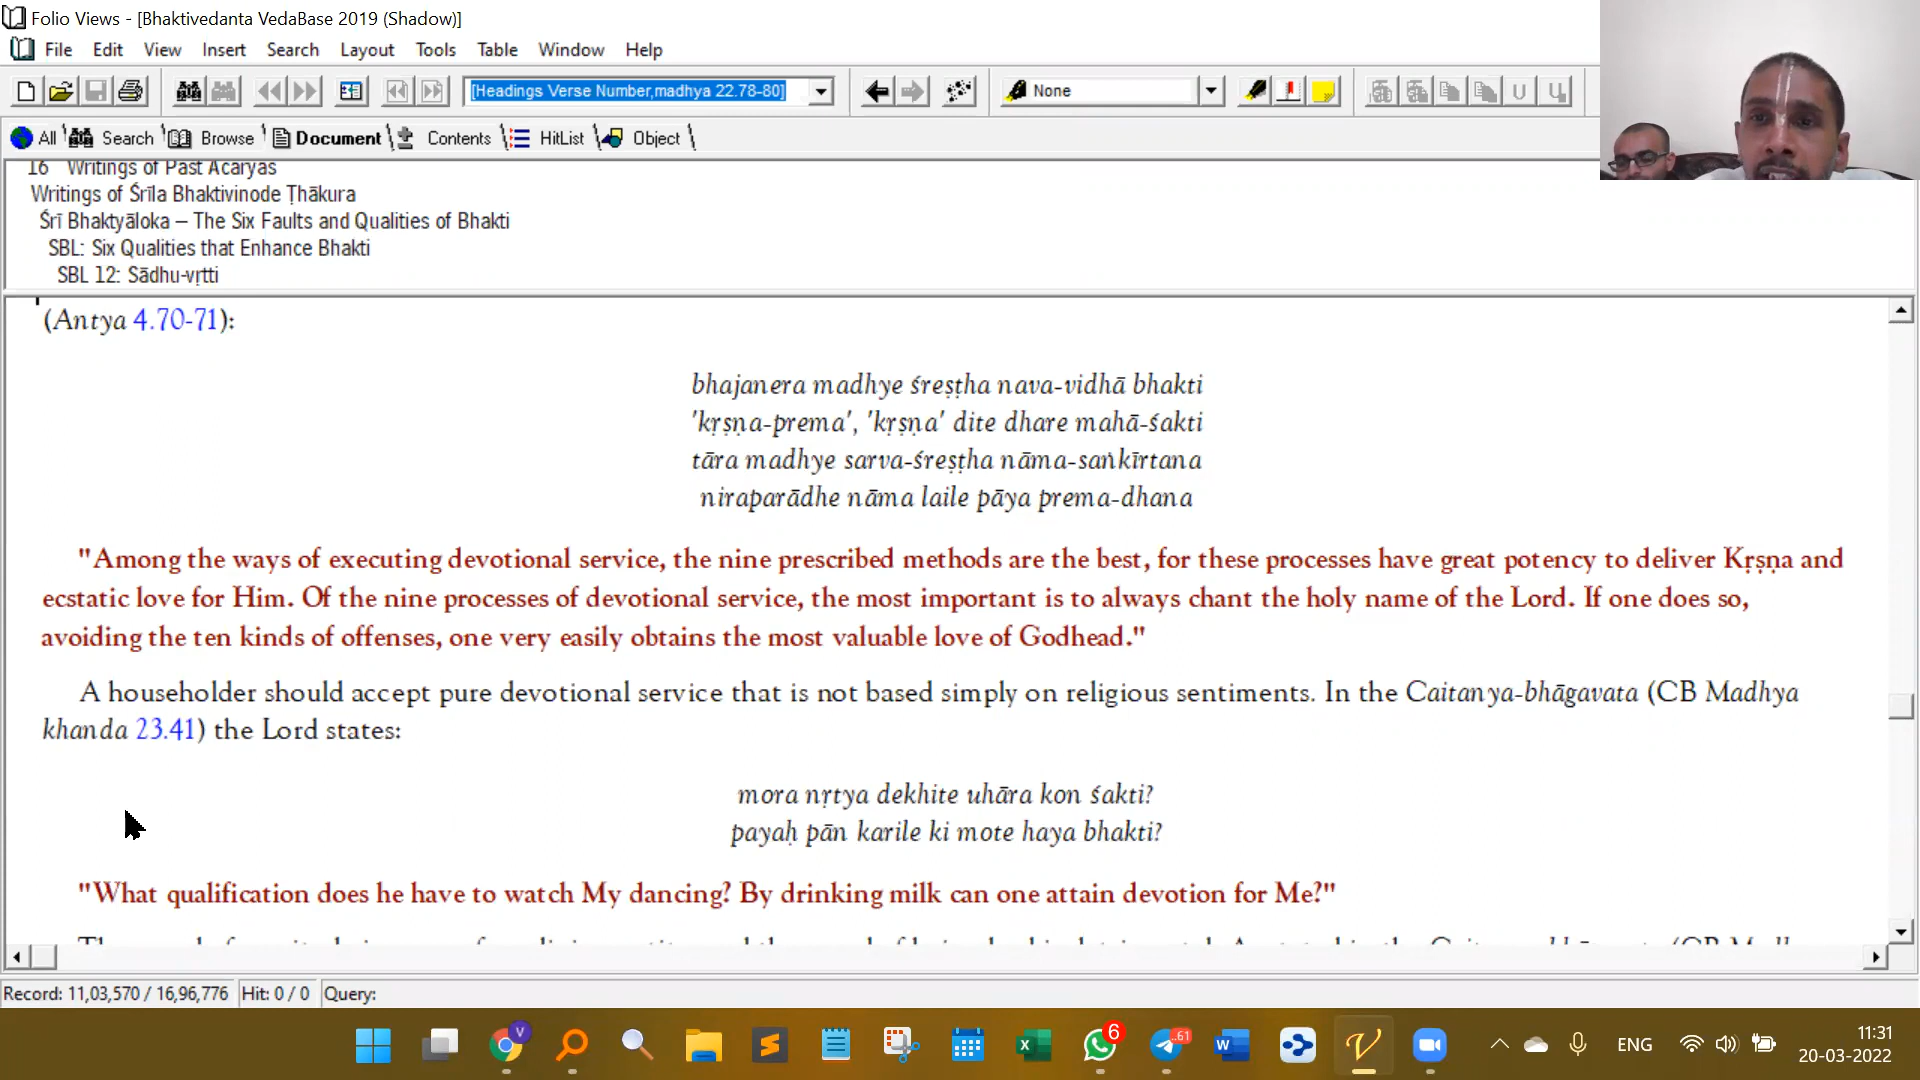 Folio Views - [Bhaktivedanta VedaBase 2019 (Shadow)]
File Edit View Insert Search Layout Tools Table Window Help
[Headings Verse Number,madhya 22.78-80] None
All Search Browse Document Contents HitList Object
16 Writings of Past Acaryas
Writings of Śrīla Bhaktivinode Ṭhākura
Śrī Bhaktyāloka – The Six Faults and Qualities of Bhakti
SBL: Six Qualities that Enhance Bhakti
SBL 12: Sādhu-vṛtti
(Antya 4.70-71):
bhajanera madhye śreṣṭha nava-vidhā bhakti
'kṛṣṇa-prema', 'kṛṣṇa' dite dhare mahā-śakti
tāra madhye sarva-śreṣṭha nāma-saṅkīrtana
niraparādhe nāma laile pāya prema-dhana
"Among the ways of executing devotional service, the nine prescribed methods are the best, for these processes have great potency to deliver Kṛṣṇa and
ecstatic love for Him. Of the nine processes of devotional service, the most important is to always chant the holy name of the Lord. If one does so,
avoiding the ten kinds of offenses, one very easily obtains the most valuable love of Godhead."
A householder should accept pure devotional service that is not based simply on religious sentiments. In the Caitanya-bhāgavata (CB Madhya
khanda 23.41) the Lord states:
mora nṛtya dekhite uhāra kon śakti?
payaḥ pān karile ki mote haya bhakti?
"What qualification does he have to watch My dancing? By drinking milk can one attain devotion for Me?"
Record: 11,03,570 / 16,96,776 Hit: 0 / 0 Query:
V 6 61
ENG 11:31
20-03-2022